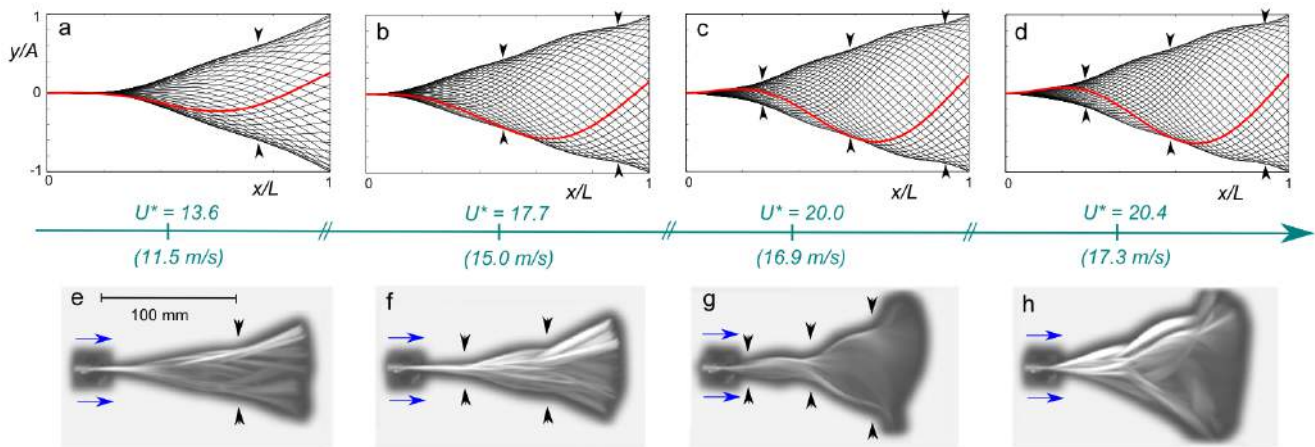 a
b
c
d
y/A
1
0
-1
0
x/L
1
0
x/L
1
0
x/L
1
0
x/L
1
U* = 13.6
U* = 17.7
U* = 20.0
U* = 20.4
(11.5 m/s)
(15.0 m/s)
(16.9 m/s)
(17.3 m/s)
e
f
g
h
100 mm